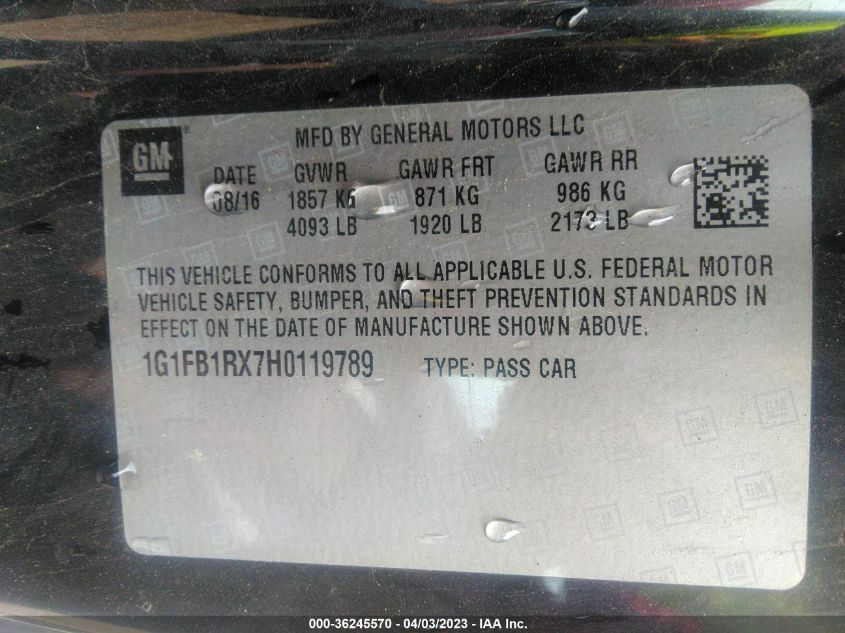 GM
MFD BY GENERAL MOTORS LLC
DATE GVWR GAWR FRT GAWR RR
08/16 1857 KG 871 KG 986 KG
4093 LB 1920 LB 2173 LB
THIS VEHICLE CONFORMS TO ALL APPLICABLE U.S. FEDERAL MOTOR
VEHICLE SAFETY, BUMPER, AND THEFT PREVENTION STANDARDS IN
EFFECT ON THE DATE OF MANUFACTURE SHOWN ABOVE.
1G1FB1RX7H0119789 TYPE: PASS CAR
000-36245570 - 04/03/2023 - IAA Inc.